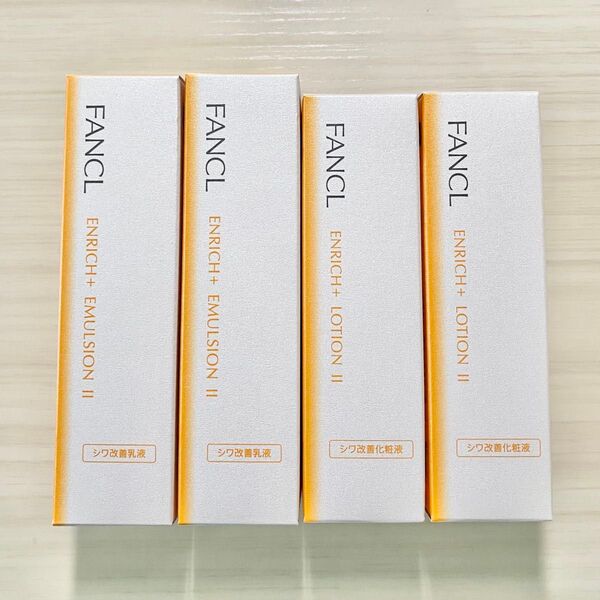 FANCL
ENRICH+ EMULSION II
シワ改善乳液
FANCL
ENRICH+ EMULSION II
シワ改善乳液
FANCL
ENRICH+ LOTION II
シワ改善化粧液
FANCL
ENRICH+ LOTION II
シワ改善化粧液